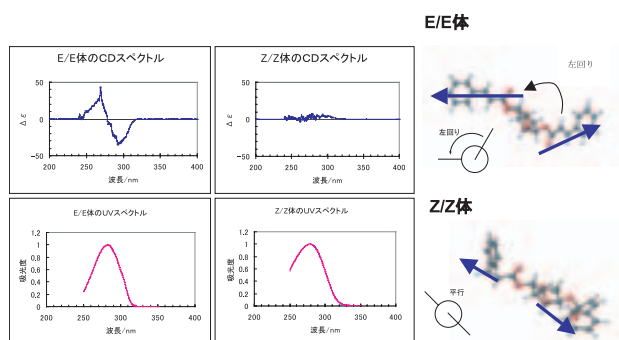 E/E体
E/E体のCDスペクトル
50
0
-50
Δε
200 250 300 350 400
波長/nm
Z/Z体のCDスペクトル
50
0
-50
Δε
200 250 300 350 400
波長/nm
左回り
左回り
E/E体のUVスペクトル
1.2
1
0.8
0.6
0.4
0.2
0
吸光度
200 250 300 350 400
波長/nm
Z/Z体のUVスペクトル
1.2
1
0.8
0.6
0.4
0.2
0
吸光度
200 250 300 350 400
波長/nm
Z/Z体
平行